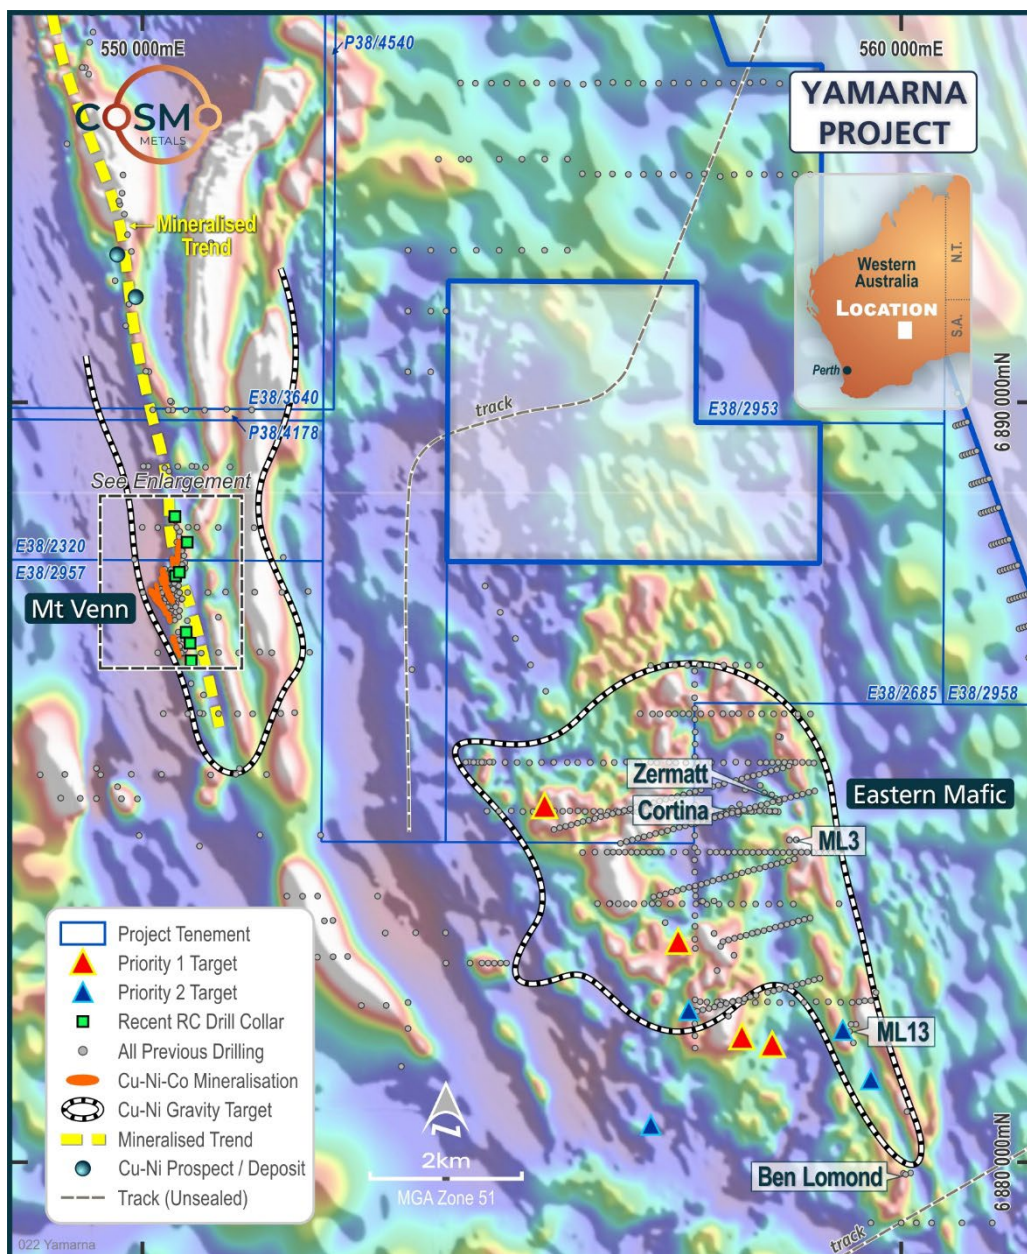 550 000mE
P38/4540
560 000mE
COSMO
METALS
YAMARNA
PROJECT
Mineralised
Trend
Western
Australia
N.T.
LOCATION
S.A.
Perth
E38/3640
track
E38/2953
6 890 000mN
P38/4178
See Enlargement
E38/2320
E38/2957
Mt Venn
E38/2685
E38/2958
Zermatt
Eastern Mafic
Cortina
ML3
Project Tenement
Priority 1 Target
Priority 2 Target
Recent RC Drill Collar
All Previous Drilling
Cu-Ni-Co Mineralisation
Cu-Ni Gravity Target
Mineralised Trend
Cu-Ni Prospect / Deposit
Track (Unsealed)
ML13
N
2km
MGA Zone 51
Ben Lomond
6 880 000mN
track
022 Yamarna